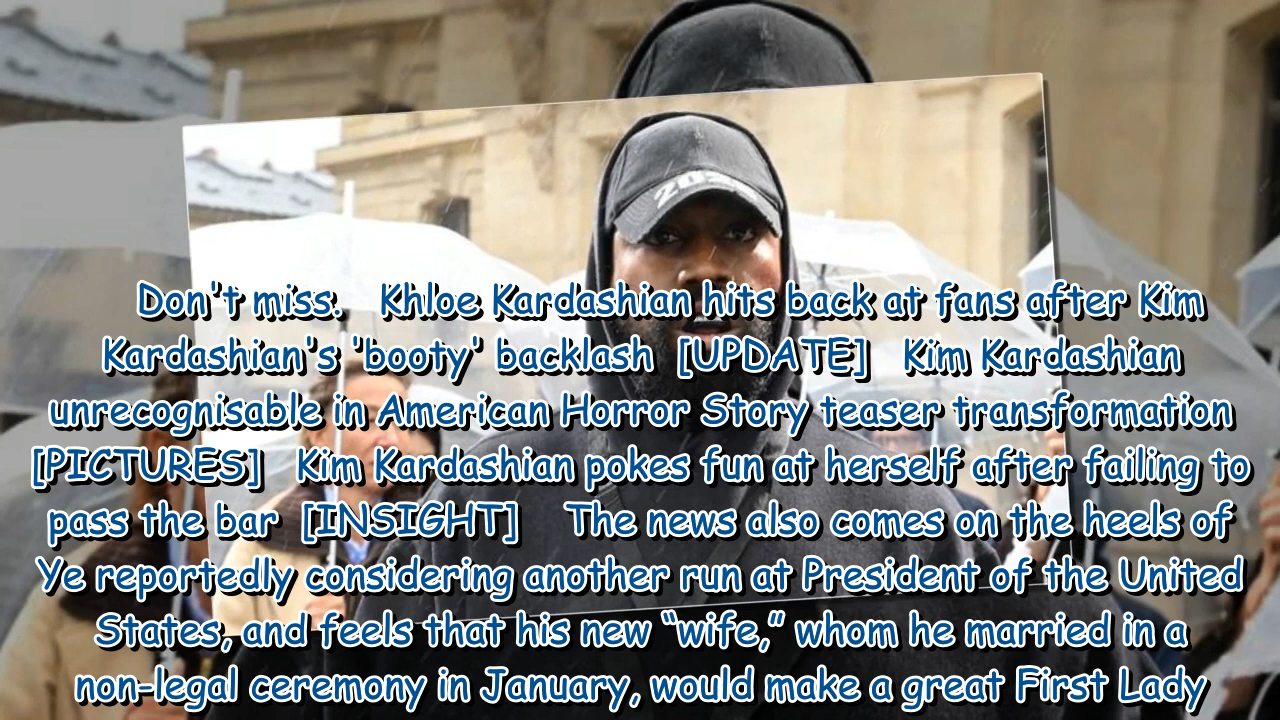 Don't miss. Khloe Kardashian hits back at fans after Kim
Kardashian's 'booty' backlash [UPDATE] Kim Kardashian
unrecognisable in American Horror Story teaser transformation
[PICTURES] Kim Kardashian pokes fun at herself after failing to
pass the bar [INSIGHT] The news also comes on the heels of
Ye reportedly considering another run at President of the United
States, and feels that his new “wife,” whom he married in a
non-legal ceremony in January, would make a great First Lady